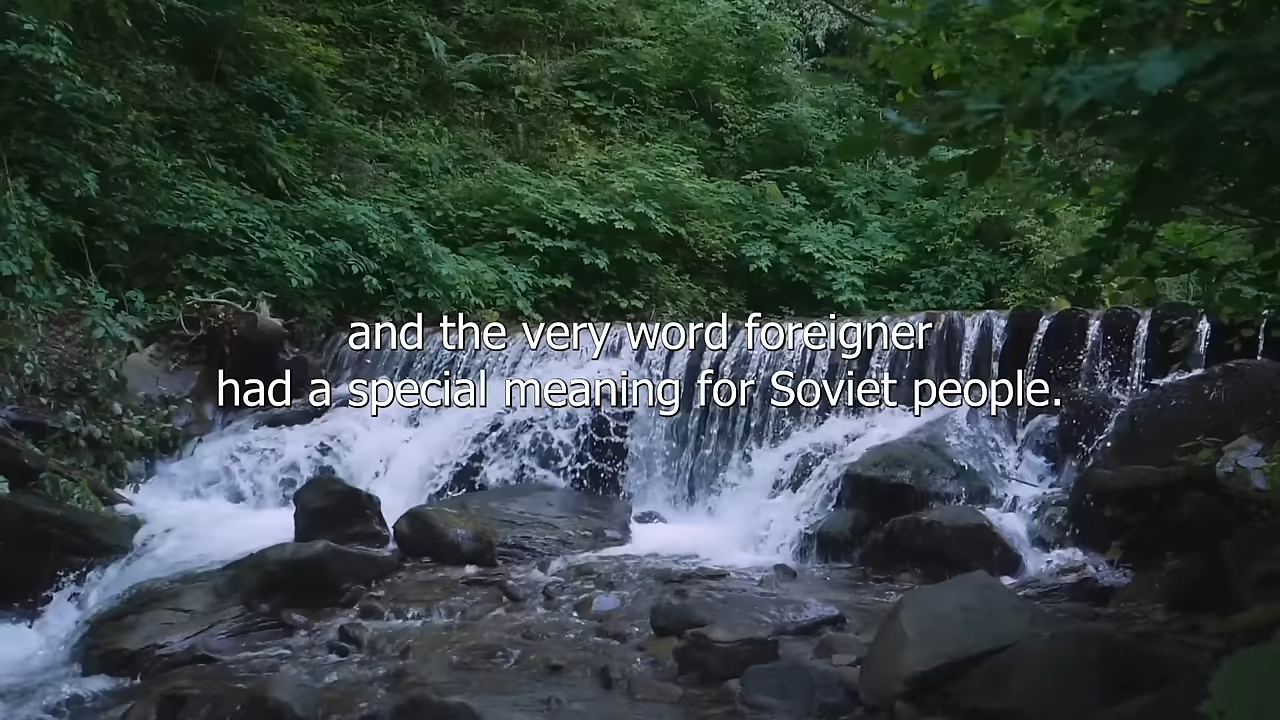 and the very word foreigner
had a special meaning for Soviet people.